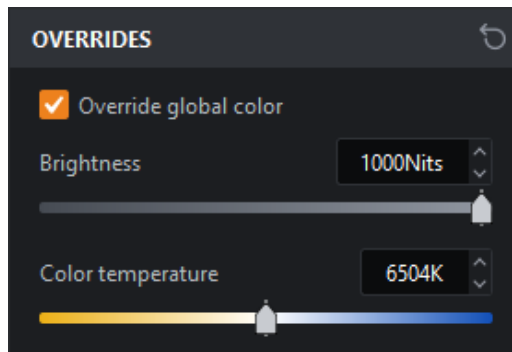 OVERRIDES
Override global color
Brightness 1000Nits
Color temperature 6504K